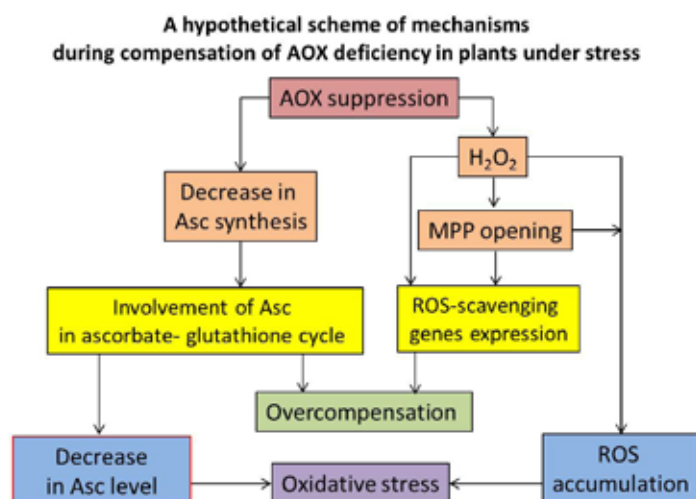 A hypothetical scheme of mechanisms
during compensation of AOX deficiency in plants under stress
AOX suppression
H₂O₂
Decrease in
Asc synthesis
MPP opening
Involvement of Asc
in ascorbate- glutathione cycle
ROS-scavenging
genes expression
Overcompensation
Decrease
in Asc level
Oxidative stress
ROS
accumulation